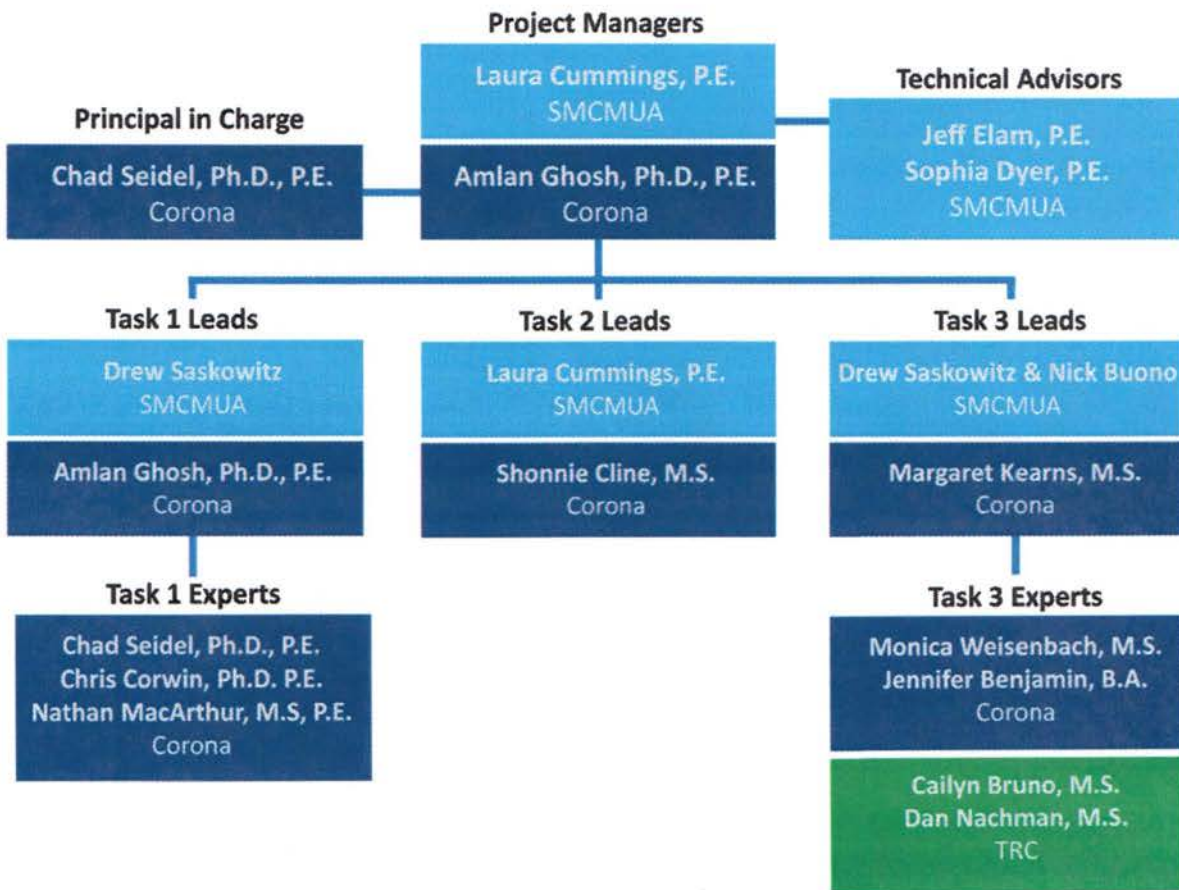 Project Managers
Laura Cummings, P.E.
SMCMUA
Amlan Ghosh, Ph.D., P.E.
Corona
Technical Advisors
Jeff Elam, P.E.
Sophia Dyer, P.E.
SMCMUA
Principal in Charge
Chad Seidel, Ph.D., P.E.
Corona
Task 1 Leads
Drew Saskowitz
SMCMUA
Amlan Ghosh, Ph.D., P.E.
Corona
Task 1 Experts
Chad Seidel, Ph.D., P.E.
Chris Corwin, Ph.D. P.E.
Nathan MacArthur, M.S, P.E.
Corona
Task 2 Leads
Laura Cummings, P.E.
SMCMUA
Shonnie Cline, M.S.
Corona
Task 3 Leads
Drew Saskowitz & Nick Buono
SMCMUA
Margaret Kearns, M.S.
Corona
Task 3 Experts
Monica Weisenbach, M.S.
Jennifer Benjamin, B.A.
Corona
Cailyn Bruno, M.S.
Dan Nachman, M.S.
TRC